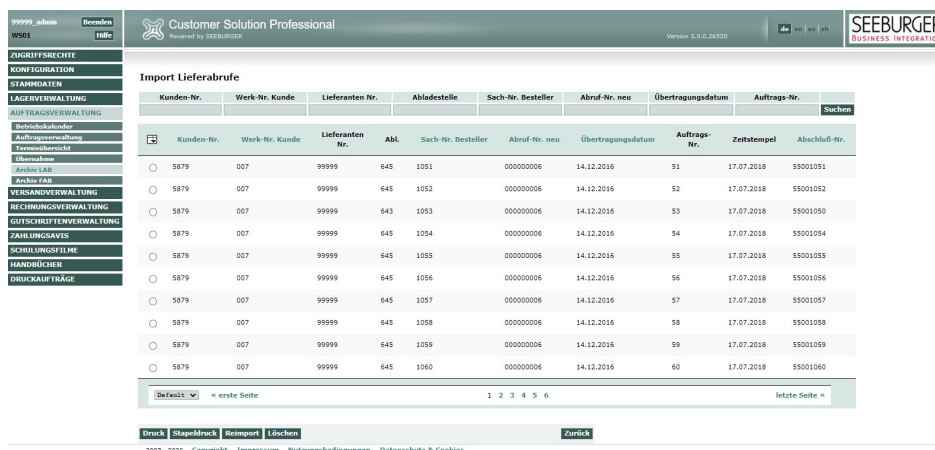 99999_admin Beenden
WS01 Hilfe
Customer Solution Professional
Powered by SEEBURGER
Version 3.0.0.26520
de en es zh
SEEBURGER
BUSINESS INTEGRATION
ZUGRIFFSRECHTE
KONFIGURATION
STAMMDATEN
LAGERVERWALTUNG
AUFTRAGSVERWALTUNG
Betriebskalender
Auftragsverwaltung
Terminübersicht
Übernahme
Archiv LAB
Archiv FAB
VERSANDVERWALTUNG
RECHNUNGSVERWALTUNG
GUTSCHRIFTENVERWALTUNG
ZAHLUNGSAVIS
SCHULUNGSFILME
HANDBÜCHER
DRUCKAUFTRÄGE
Import Lieferabrufe
Kunden-Nr. Werk-Nr. Kunde Lieferanten Nr. Abladestelle Sach-Nr. Besteller Abruf-Nr. neu Übertragungsdatum Auftrags-Nr.
Suchen
Kunden-Nr. Werk-Nr. Kunde Lieferanten Nr. Abl. Sach-Nr. Besteller Abruf-Nr. neu Übertragungsdatum Auftrags-Nr. Zeitstempel Abschluß-Nr.
5879 007 99999 645 1051 000000006 14.12.2016 51 17.07.2018 55001051
5879 007 99999 645 1052 000000006 14.12.2016 52 17.07.2018 55001052
5879 007 99999 643 1053 000000006 14.12.2016 53 17.07.2018 55001050
5879 007 99999 645 1054 000000006 14.12.2016 54 17.07.2018 55001054
5879 007 99999 645 1055 000000006 14.12.2016 55 17.07.2018 55001055
5879 007 99999 645 1056 000000006 14.12.2016 56 17.07.2018 55001056
5879 007 99999 645 1057 000000006 14.12.2016 57 17.07.2018 55001057
5879 007 99999 645 1058 000000006 14.12.2016 58 17.07.2018 55001058
5879 007 99999 645 1059 000000006 14.12.2016 59 17.07.2018 55001059
5879 007 99999 645 1060 000000006 14.12.2016 60 17.07.2018 55001060
Default « erste Seite 1 2 3 4 5 6 letzte Seite »
Druck Stapeldruck Reimport Löschen Zurück
2007 - 2020 Copyright Impressum Nutzungsbedingungen Datenschutz & Cookies